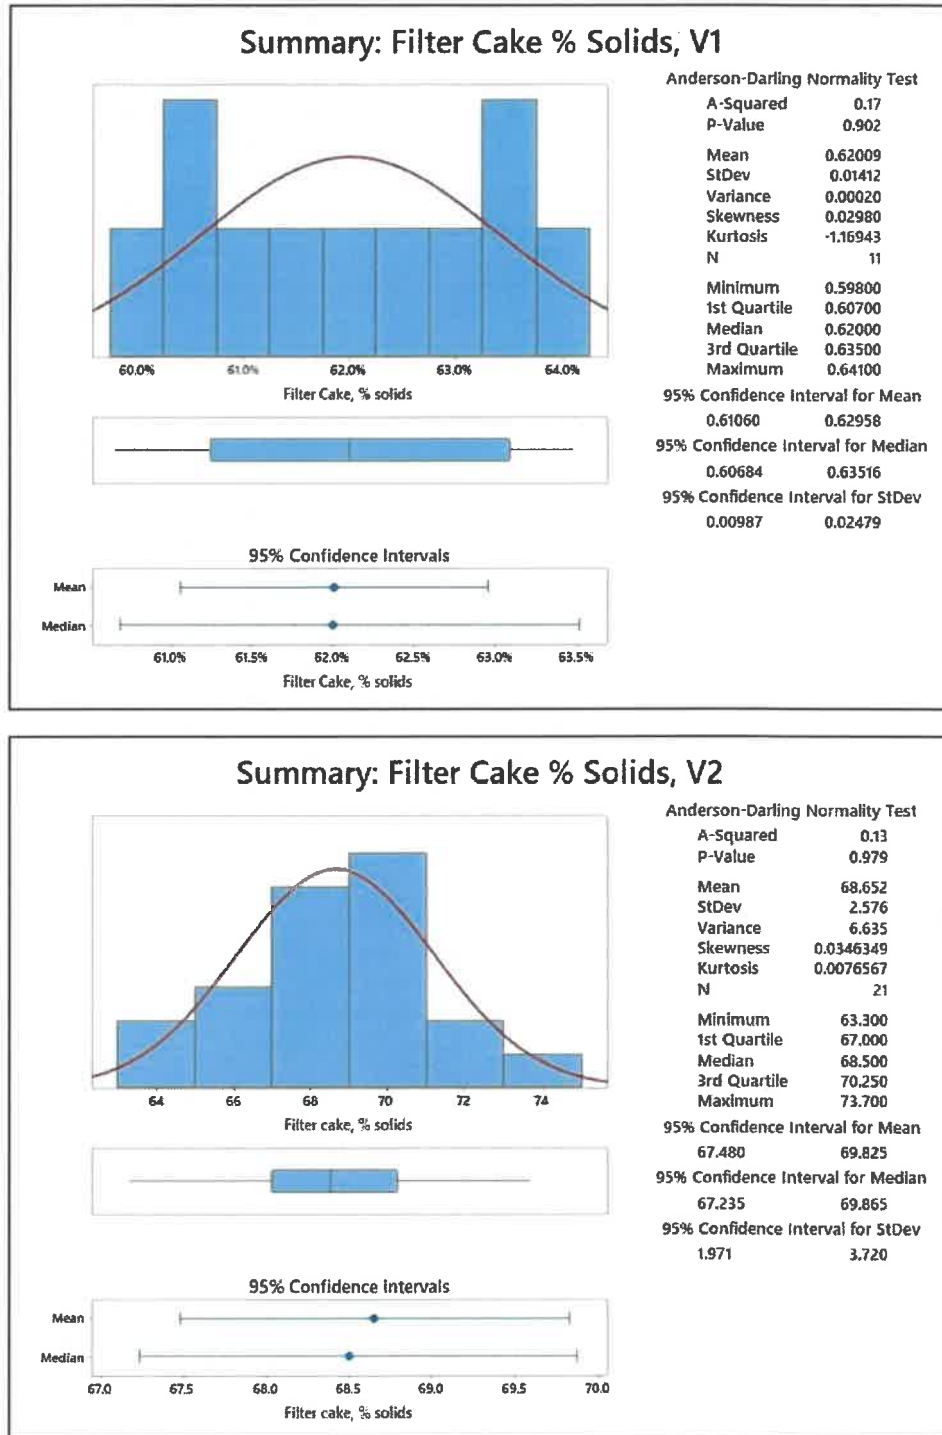 Summary: Filter Cake % Solids, V1
Anderson-Darling Normality Test
A-Squared 0.17
P-Value 0.902
Mean 0.62009
StDev 0.01412
Variance 0.00020
Skewness 0.02980
Kurtosis -1.16943
N 11
Minimum 0.59800
1st Quartile 0.60700
Median 0.62000
3rd Quartile 0.63500
Maximum 0.64100
95% Confidence Interval for Mean
0.61060 0.62958
95% Confidence Interval for Median
0.60684 0.63516
95% Confidence Interval for StDev
0.00987 0.02479
60.0% 61.0% 62.0% 63.0% 64.0%
Filter Cake, % solids
95% Confidence Intervals
Mean
Median
61.0% 61.5% 62.0% 62.5% 63.0% 63.5%
Filter Cake, % solids
Summary: Filter Cake % Solids, V2
Anderson-Darling Normality Test
A-Squared 0.13
P-Value 0.979
Mean 68.652
StDev 2.576
Variance 6.635
Skewness 0.0346349
Kurtosis 0.0076567
N 21
Minimum 63.300
1st Quartile 67.000
Median 68.500
3rd Quartile 70.250
Maximum 73.700
95% Confidence Interval for Mean
67.480 69.825
95% Confidence Interval for Median
67.235 69.865
95% Confidence Interval for StDev
1.971 3.720
64 66 68 70 72 74
Filter cake, % solids
95% Confidence Intervals
Mean
Median
67.0 67.5 68.0 68.5 69.0 69.5 70.0
Filter cake, % solids